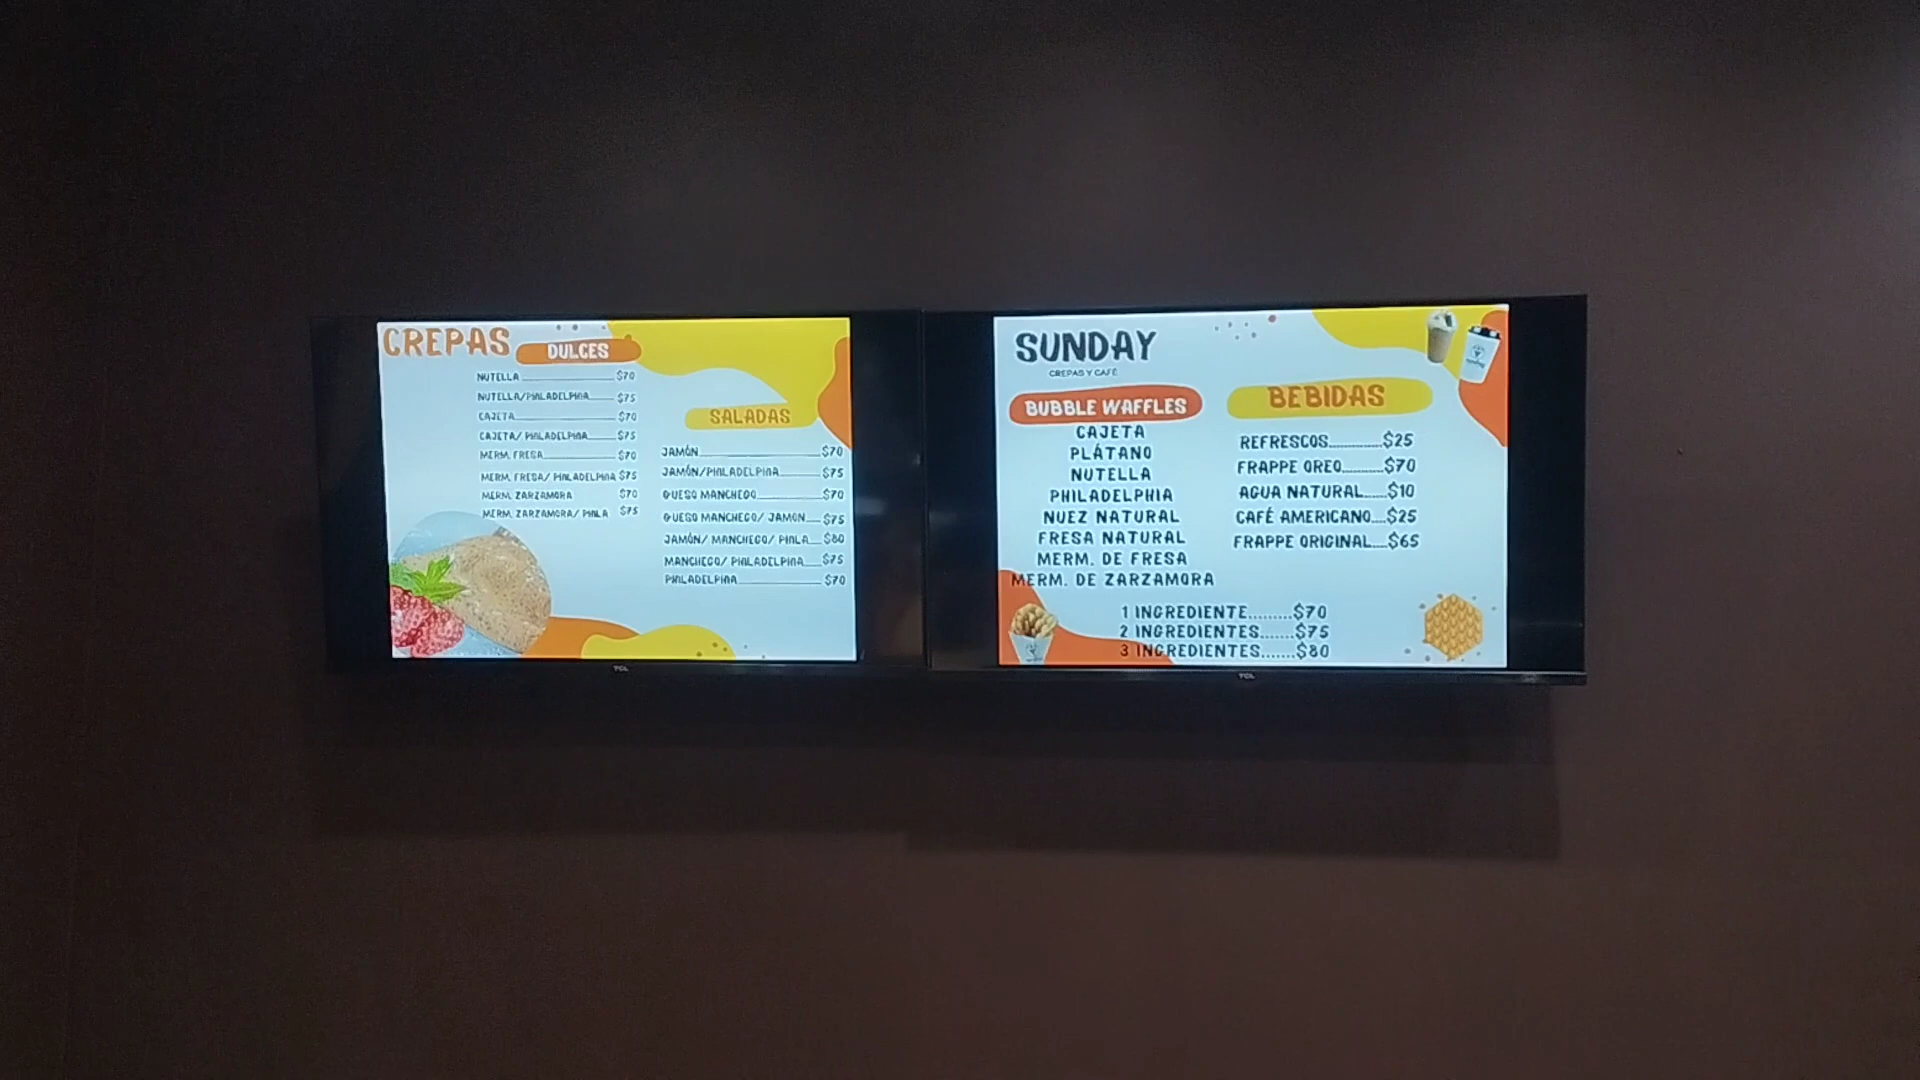 CREPAS
DULCES
NUTELLA $70
NUTELLA/PHILADELPHIA $75
CAJETA $70
CAJETA/ PHILADELPHIA $75
MERM. FRESA $70
MERM. FRESA/ PHILADELPHIA $75
MERM. ZARZAMORA $70
MERM. ZARZAMORA/ PHILA $75
SALADAS
JAMÓN $70
JAMÓN/PHILADELPHIA $75
QUESO MANCHEGO $70
QUESO MANCHEGO/ JAMON $75
JAMÓN/ MANCHEGO/ PHILA $80
MANCHEGO/ PHILADELPHIA $75
PHILADELPHIA $70
TCL
SUNDAY
CREPAS Y CAFÉ
BUBBLE WAFFLES
CAJETA
PLÁTANO
NUTELLA
PHILADELPHIA
NUEZ NATURAL
FRESA NATURAL
MERM. DE FRESA
MERM. DE ZARZAMORA
1 INGREDIENTE.........$70
2 INGREDIENTES.......$75
3 INGREDIENTES.......$80
BEBIDAS
REFRESCOS............$25
FRAPPE OREO.........$70
AGUA NATURAL.....$10
CAFÉ AMERICANO....$25
FRAPPE ORIGINAL....$65
TCL